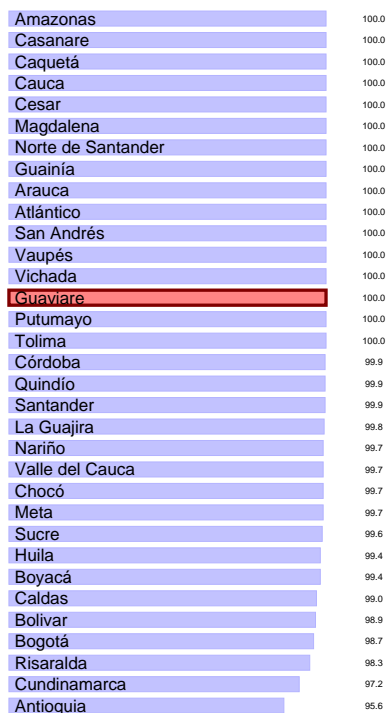 Amazonas 100.0
Casanare 100.0
Caquetá 100.0
Cauca 100.0
Cesar 100.0
Magdalena 100.0
Norte de Santander 100.0
Guainía 100.0
Arauca 100.0
Atlántico 100.0
San Andrés 100.0
Vaupés 100.0
Vichada 100.0
Guaviare 100.0
Putumayo 100.0
Tolima 100.0
Córdoba 99.9
Quindío 99.9
Santander 99.9
La Guajira 99.8
Nariño 99.7
Valle del Cauca 99.7
Chocó 99.7
Meta 99.7
Sucre 99.6
Huila 99.4
Boyacá 99.4
Caldas 99.0
Bolivar 98.9
Bogotá 98.7
Risaralda 98.3
Cundinamarca 97.2
Antioquia 95.6